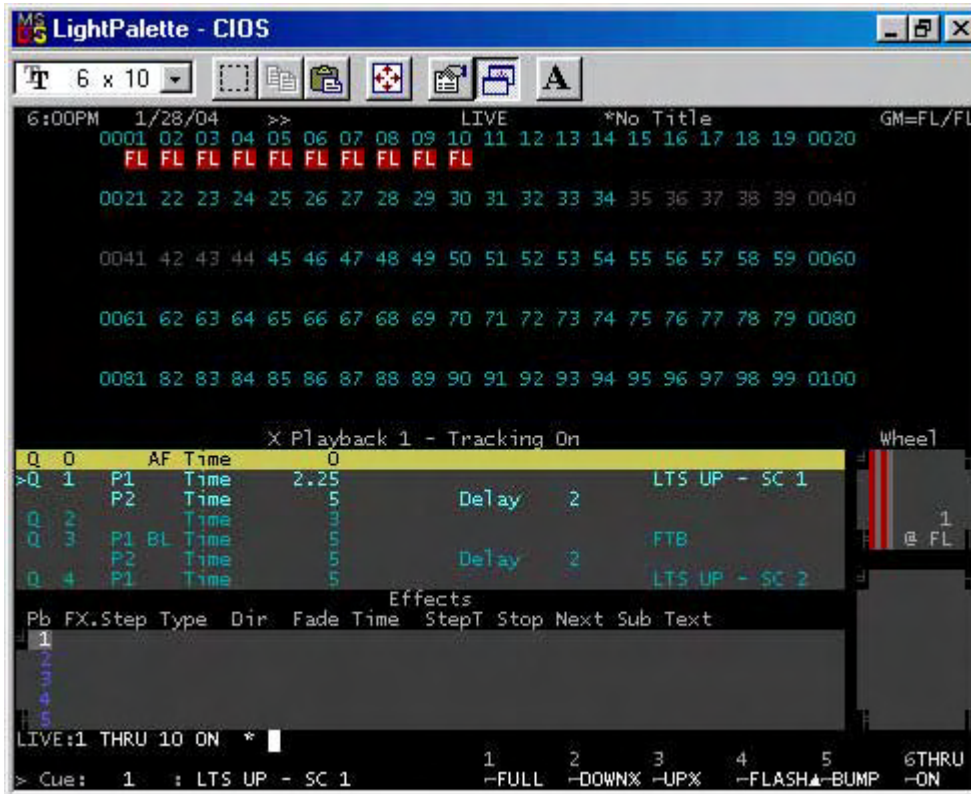 LightPalette - CIOS
6 x 10
6:00PM 1/28/04 >> LIVE *No Title GM=FL/FL
0001 02 03 04 05 06 07 08 09 10 11 12 13 14 15 16 17 18 19 0020
FL FL FL FL FL FL FL FL FL FL
0021 22 23 24 25 26 27 28 29 30 31 32 33 34 35 36 37 38 39 0040
0041 42 43 44 45 46 47 48 49 50 51 52 53 54 55 56 57 58 59 0060
0061 62 63 64 65 66 67 68 69 70 71 72 73 74 75 76 77 78 79 0080
0081 82 83 84 85 86 87 88 89 90 91 92 93 94 95 96 97 98 99 0100
X Playback 1 - Tracking On Wheel
Q 0 AF Time 0
>Q 1 P1 Time 2.25 LTS UP - SC 1
P2 Time 5 Delay 2
Q 2 Time 3 1
Q 3 P1 BL Time 5 FTB @ FL
P2 Time 5 Delay 2
Q 4 P1 Time 5 LTS UP - SC 2
Effects
Pb FX.Step Type Dir Fade Time StepT Stop Next Sub Text
1
2
3
4
5
LIVE:1 THRU 10 ON *
1 2 3 4 5 6THRU
> Cue: 1 : LTS UP - SC 1 FULL DOWN% UP% FLASH▲ BUMP ON